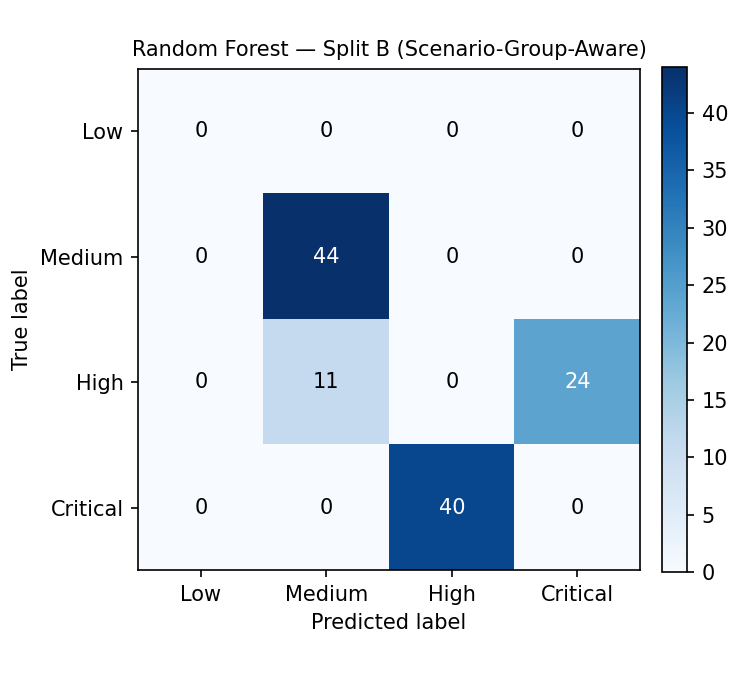 Random Forest — Split B (Scenario-Group-Aware)
Low 0 0 0 0
Medium 0 44 0 0
High 0 11 0 24
Critical 0 0 40 0
Low Medium High Critical
Predicted label
True label
40
35
30
25
20
15
10
5
0